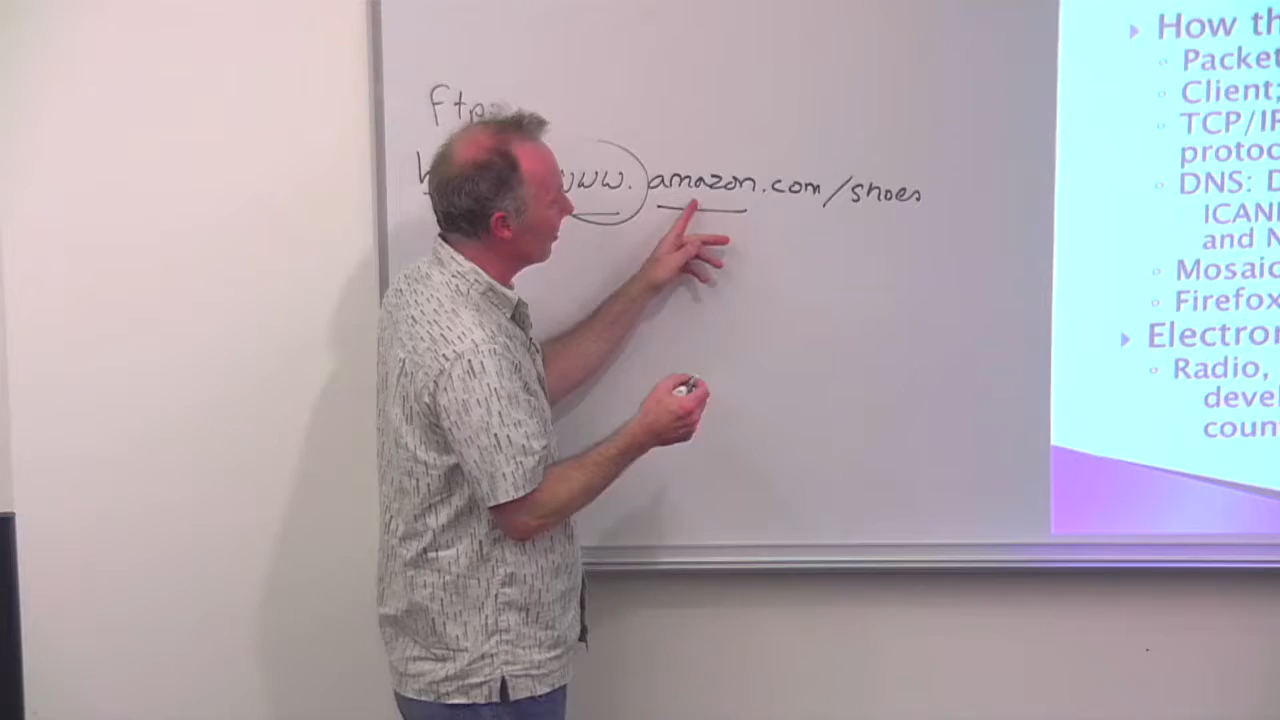 ftp
www.amazon.com/shoes
How th
Packet
Client;
TCP/IP
protoc
DNS: D
ICAN
and N
Mosaic
Firefox
Electron
Radio,
devel
coun